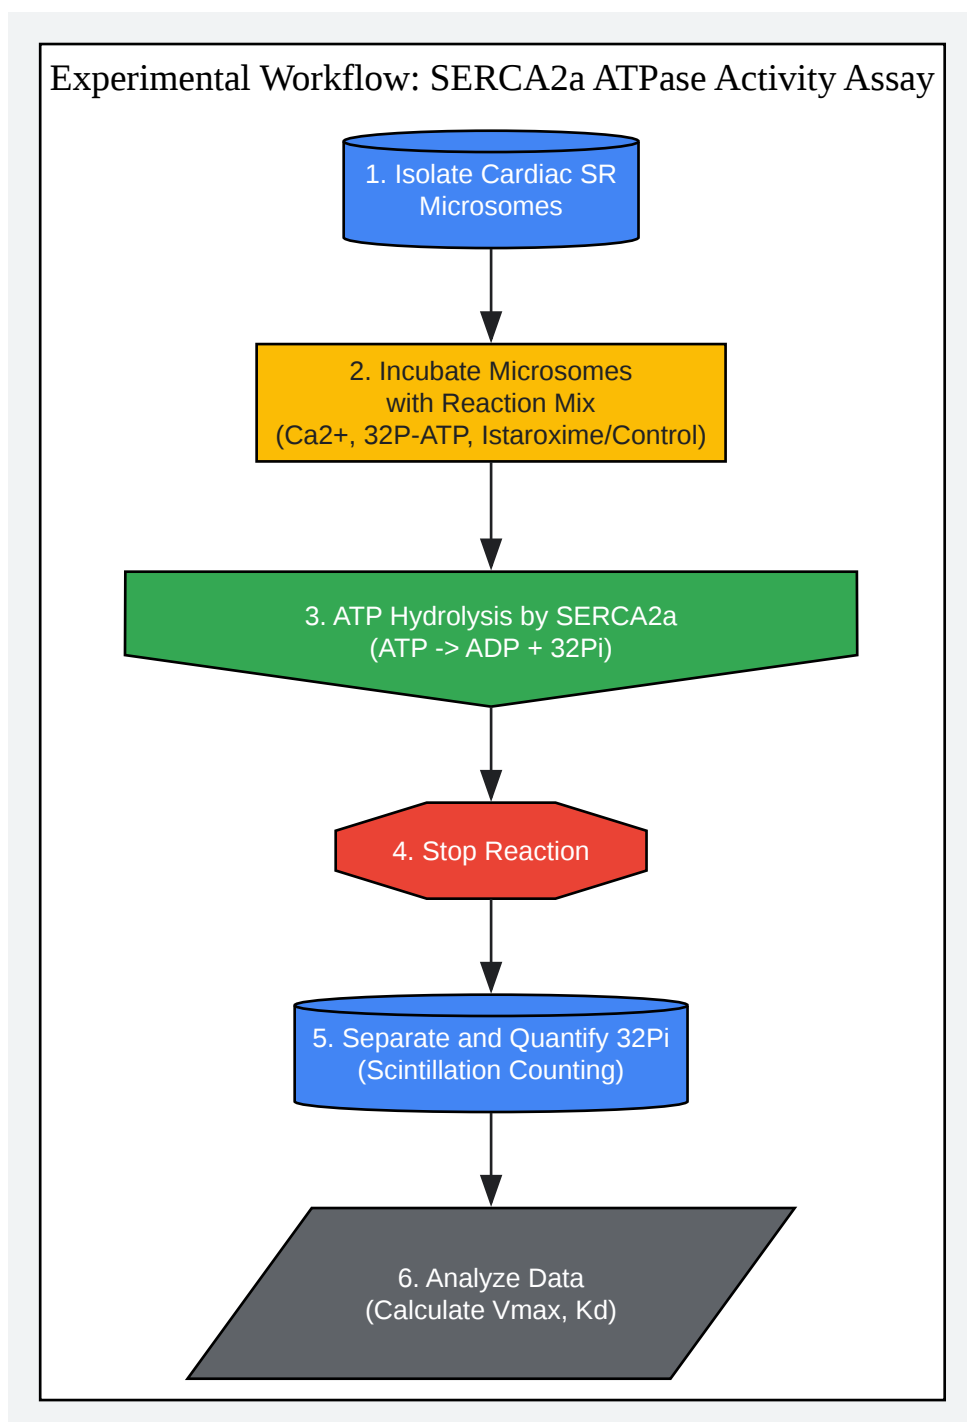 Experimental Workflow: SERCA2a ATPase Activity Assay
1. Isolate Cardiac SR
Microsomes
2. Incubate Microsomes
with Reaction Mix
(Ca2+, 32P-ATP, Istaroxime/Control)
3. ATP Hydrolysis by SERCA2a
(ATP -> ADP + 32Pi)
4. Stop Reaction
5. Separate and Quantify 32Pi
(Scintillation Counting)
6. Analyze Data
(Calculate Vmax, Kd)